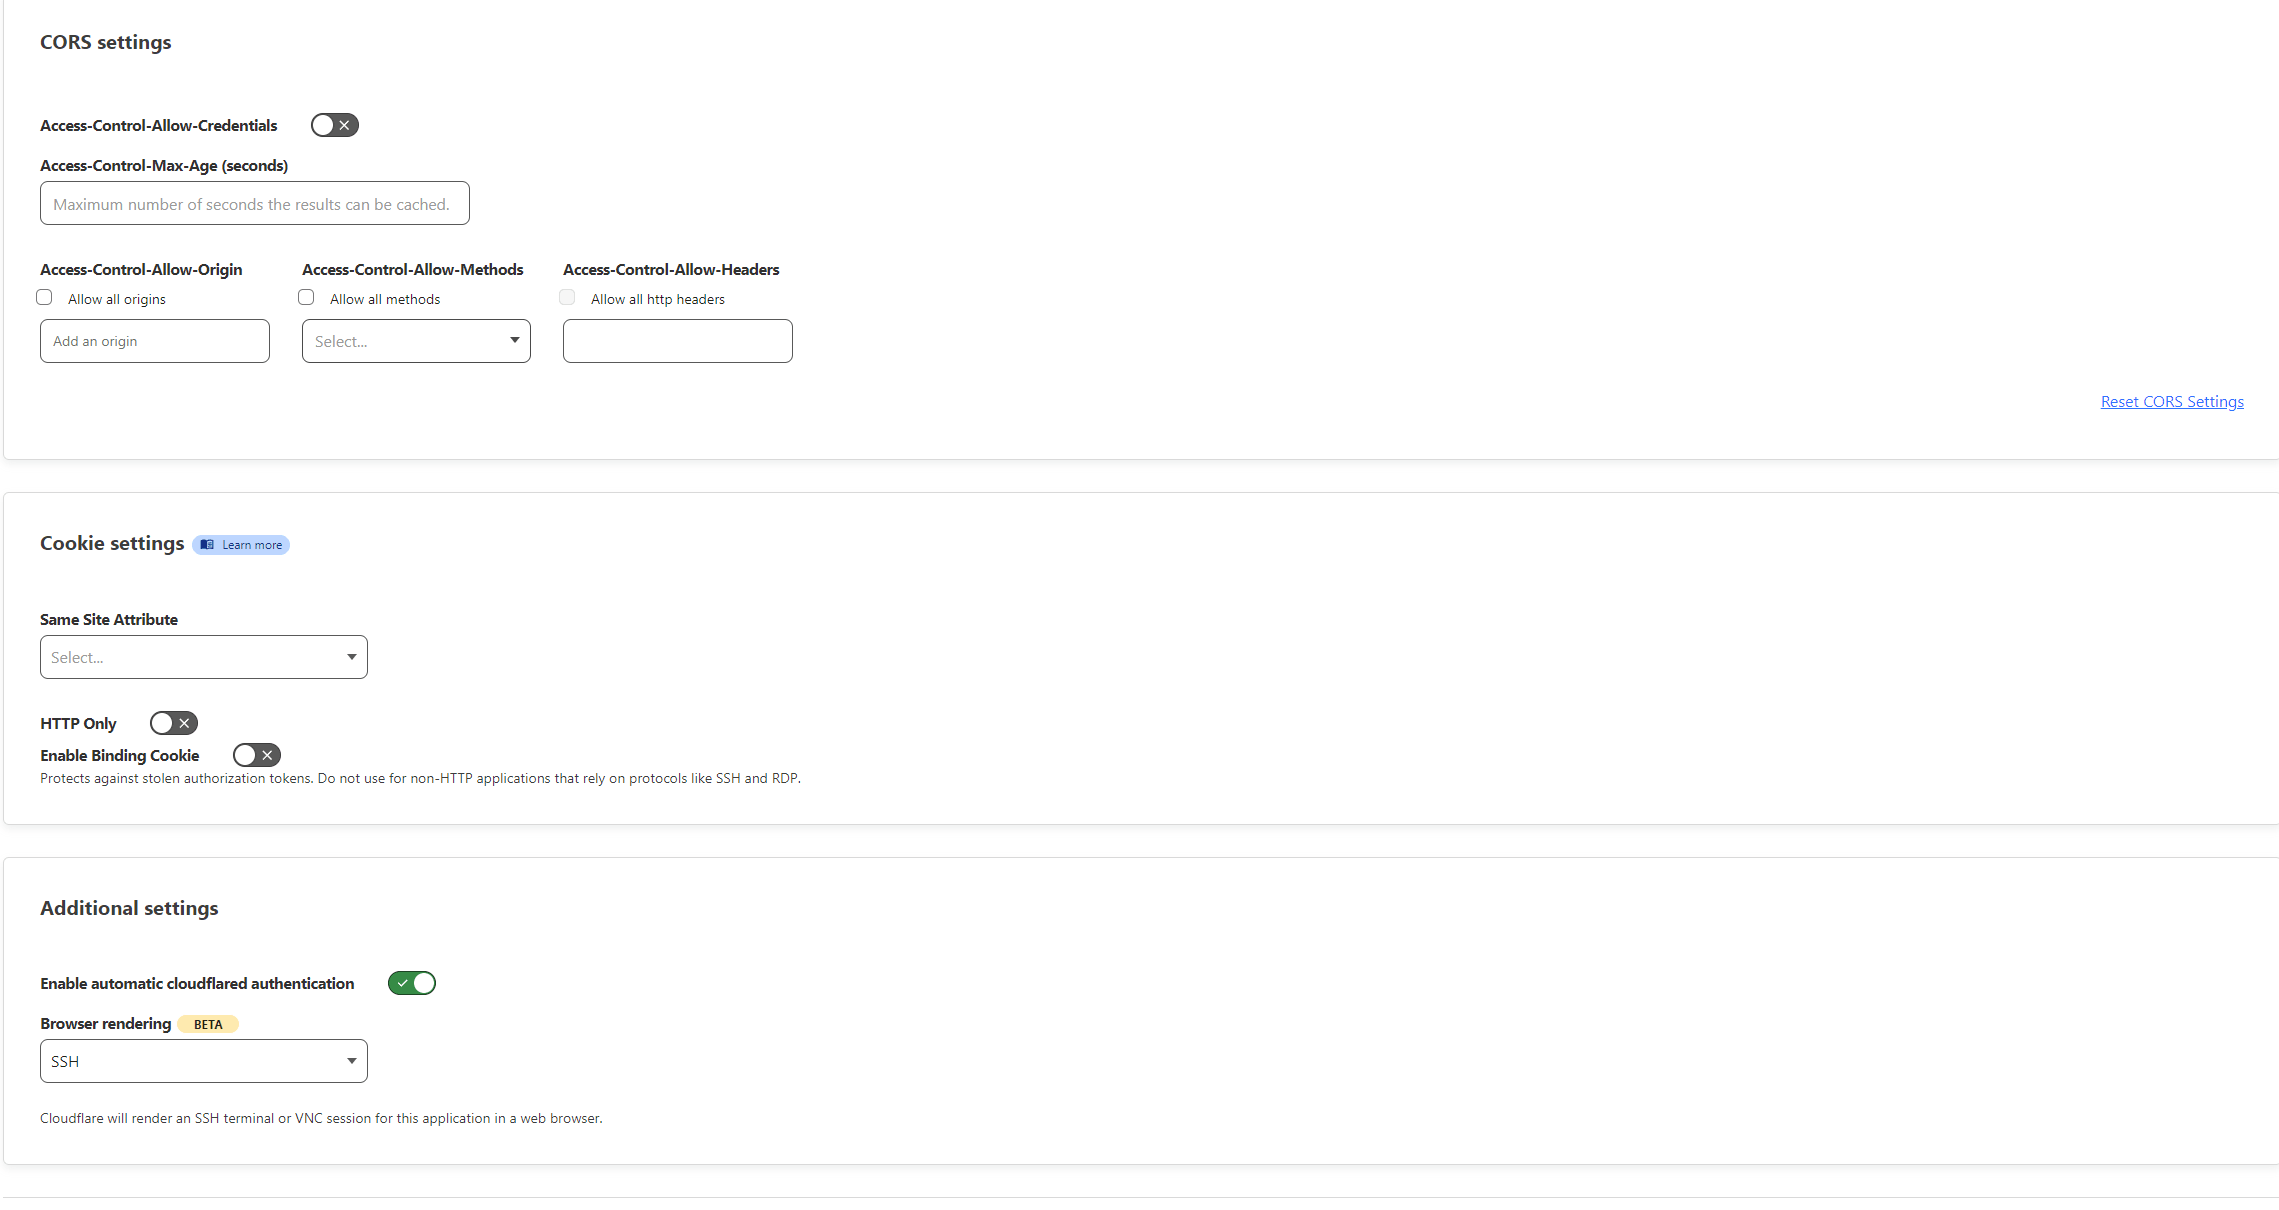 CORS settings
Access-Control-Allow-Credentials
Access-Control-Max-Age (seconds)
Maximum number of seconds the results can be cached.
Access-Control-Allow-Origin Access-Control-Allow-Methods Access-Control-Allow-Headers
Allow all origins Allow all methods Allow all http headers
Add an origin Select...
Reset CORS Settings
Cookie settings Learn more
Same Site Attribute
Select...
HTTP Only
Enable Binding Cookie
Protects against stolen authorization tokens. Do not use for non-HTTP applications that rely on protocols like SSH and RDP.
Additional settings
Enable automatic cloudflared authentication
Browser rendering BETA
SSH
Cloudflare will render an SSH terminal or VNC session for this application in a web browser.